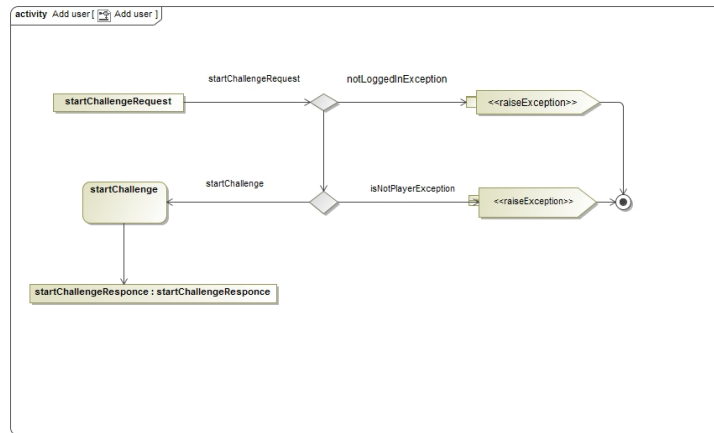 activity Add user [ Add user ]
startChallengeRequest notLoggedInException
startChallengeRequest <<raiseException>>
startChallenge startChallenge isNotPlayerException <<raiseException>>
startChallengeResponce : startChallengeResponce